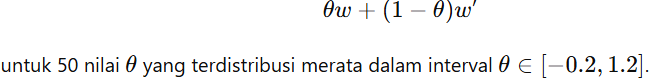 θw + (1 − θ)w′
untuk 50 nilai θ yang terdistribusi merata dalam interval θ ∈ [−0.2, 1.2].